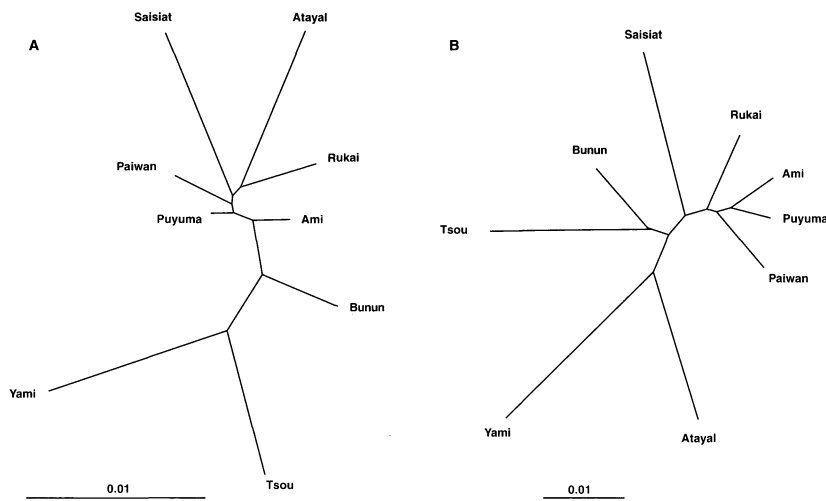 A
Saisiat
Atayal
Paiwan
Rukai
Puyuma
Ami
Bunun
Yami
Tsou
0.01
B
Saisiat
Rukai
Bunun
Ami
Puyuma
Tsou
Paiwan
Yami
Atayal
0.01